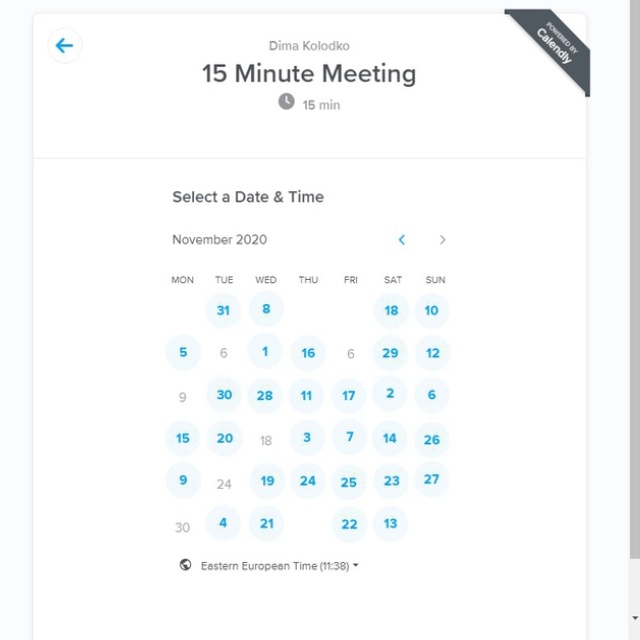 Dima Kolodko
15 Minute Meeting
15 min
POWERED BY
Calendly
Select a Date & Time
November 2020
MON TUE WED THU FRI SAT SUN
31 8 18 10
5 6 1 16 6 29 12
9 30 28 11 17 2 6
15 20 18 3 7 14 26
9 24 19 24 25 23 27
30 4 21 22 13
Eastern European Time (11:38)